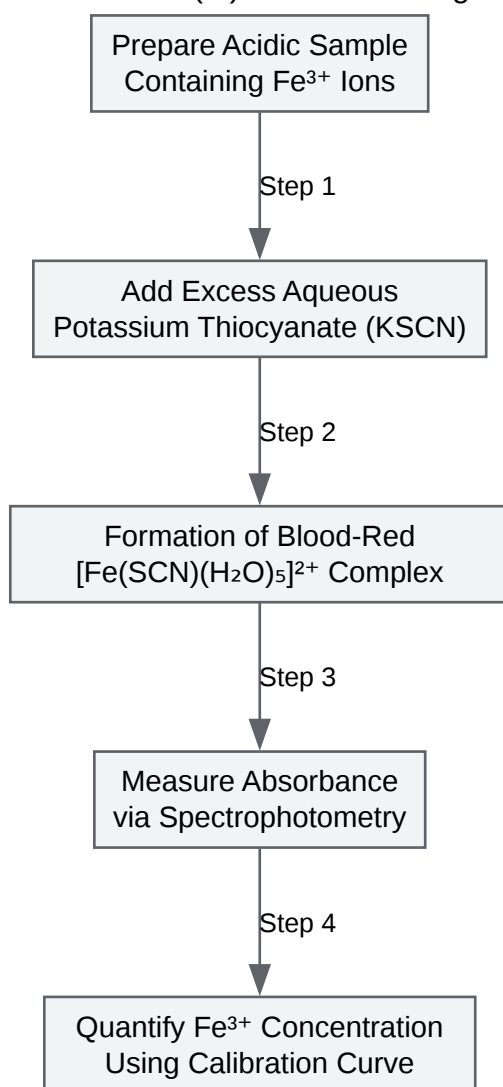 Prepare Acidic Sample
Containing Fe³⁺ Ions
Step 1
Add Excess Aqueous
Potassium Thiocyanate (KSCN)
Step 2
Formation of Blood-Red
[Fe(SCN)(H₂O)₅]²⁺ Complex
Step 3
Measure Absorbance
via Spectrophotometry
Step 4
Quantify Fe³⁺ Concentration
Using Calibration Curve